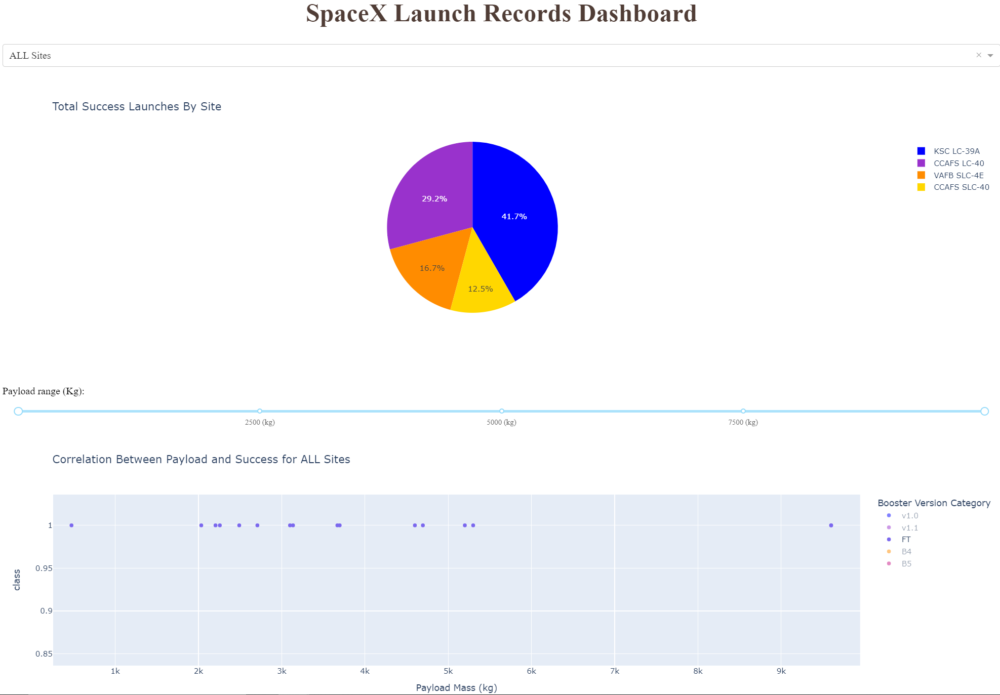 SpaceX Launch Records Dashboard
ALL Sites
×
Total Success Launches By Site
KSC LC-39A
CCAFS LC-40
VAFB SLC-4E
CCAFS SLC-40
29.2%
41.7%
16.7%
12.5%
Payload range (Kg):
2500 (kg)
5000 (kg)
7500 (kg)
Correlation Between Payload and Success for ALL Sites
Booster Version Category
v1.0
v1.1
FT
B4
B5
class
1
0.95
0.9
0.85
1k
2k
3k
4k
5k
6k
7k
8k
9k
Payload Mass (kg)